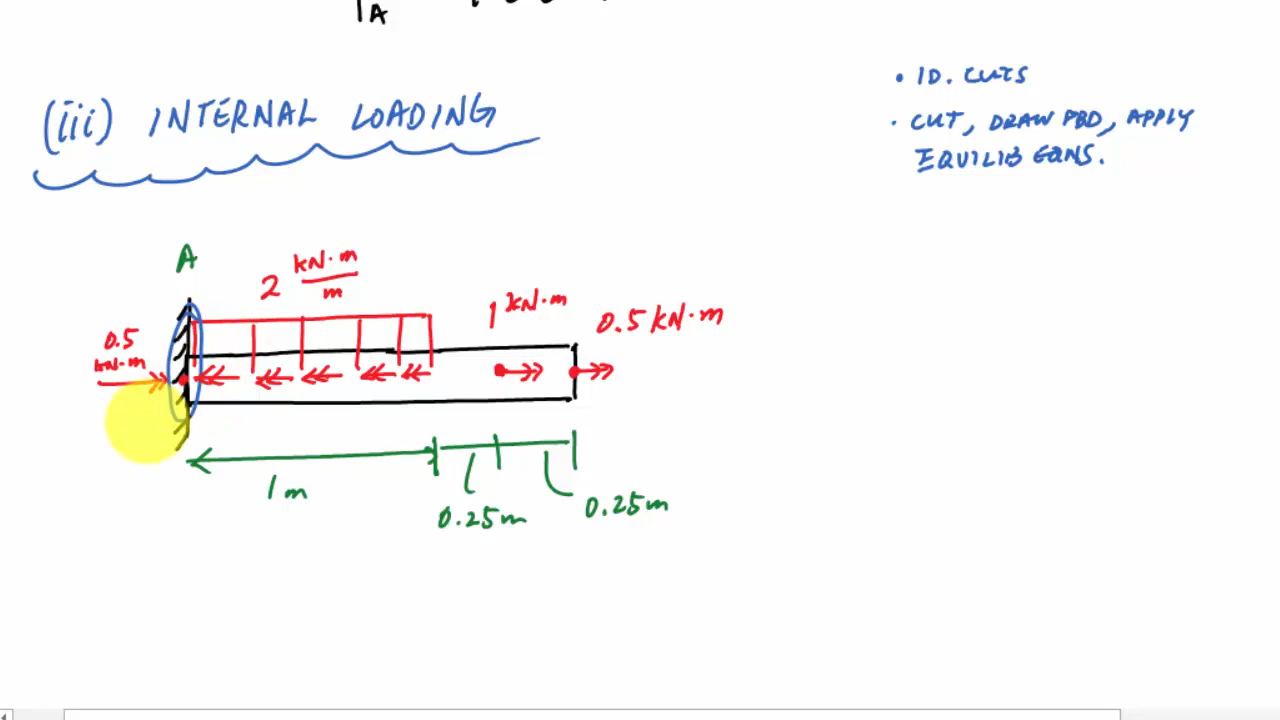 (iii) INTERNAL LOADING
• ID. CUTS
• CUT, DRAW FBD, APPLY
EQUILIB EQNS.
A
2 kN·m
m
1 kN·m
0.5 kN·m
0.5
kN·m
1m
0.25m
0.25m